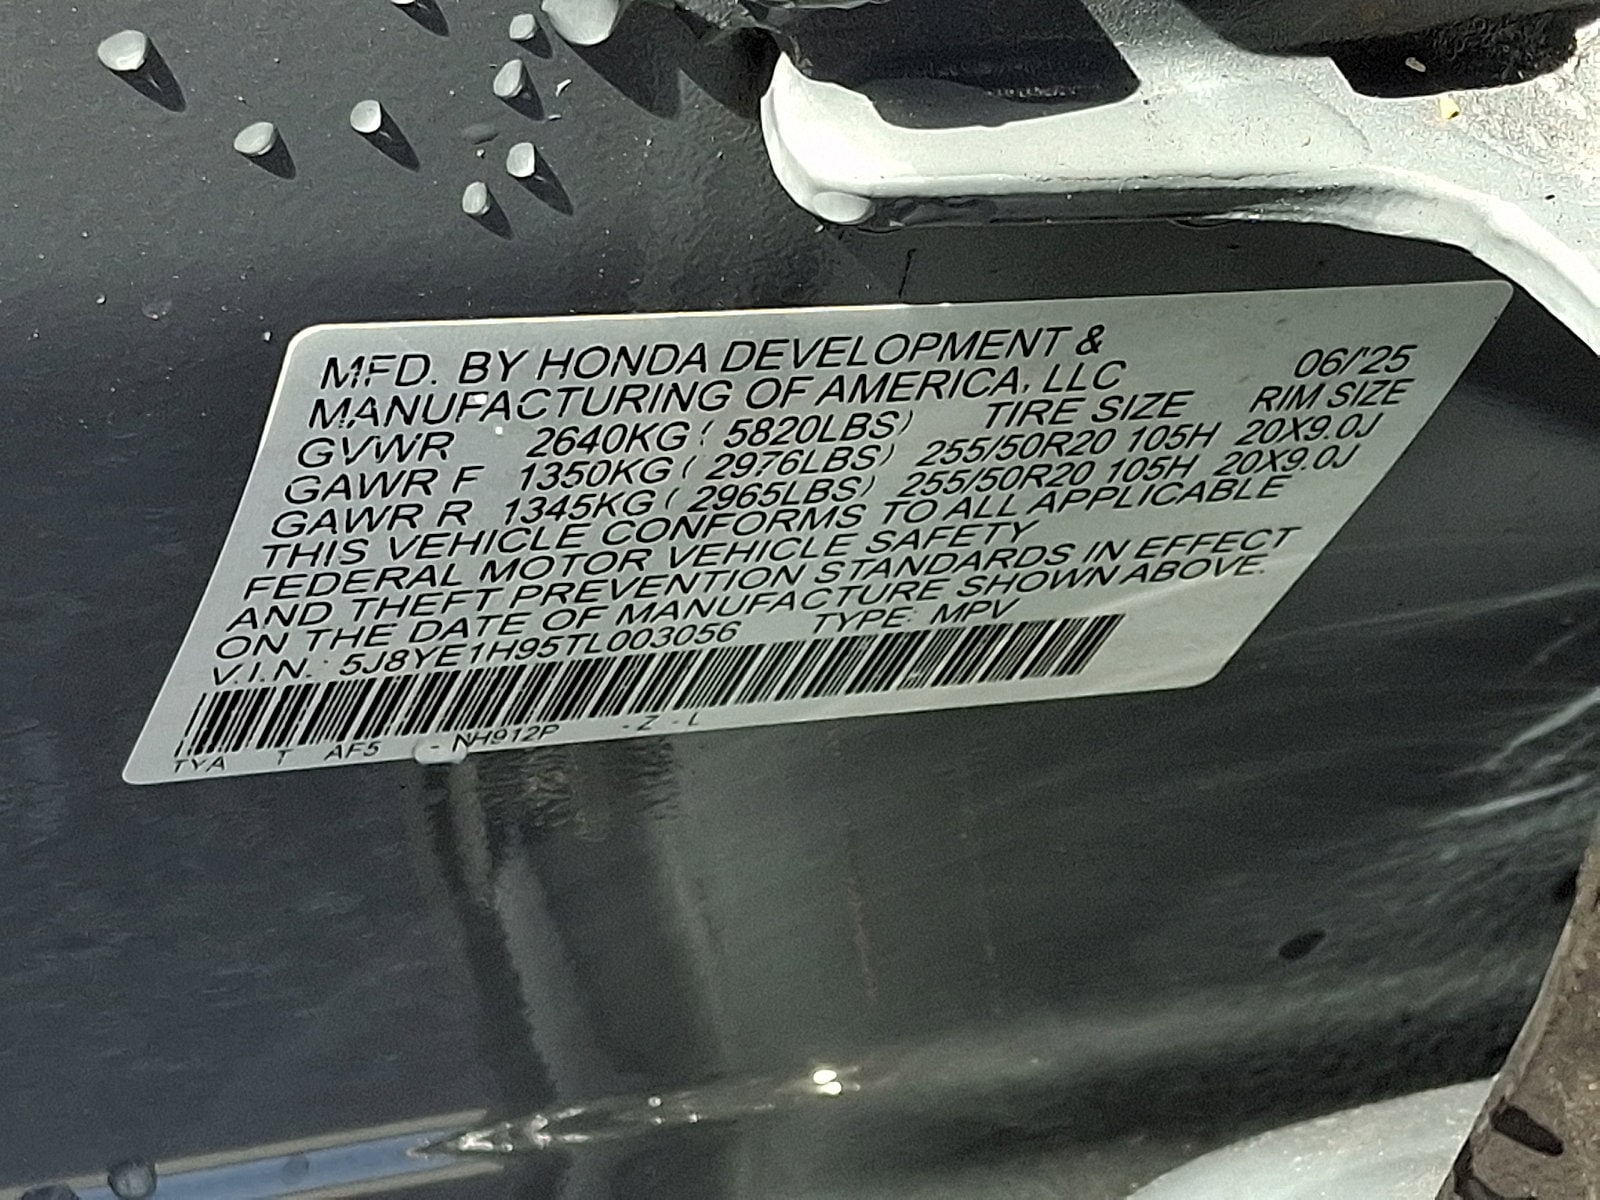 MFD. BY HONDA DEVELOPMENT &
MANUFACTURING OF AMERICA, LLC 06/'25
GVWR 2640KG ( 5820LBS) TIRE SIZE RIM SIZE
GAWR F 1350KG ( 2976LBS) 255/50R20 105H 20X9.0J
GAWR R 1345KG ( 2965LBS) 255/50R20 105H 20X9.0J
THIS VEHICLE CONFORMS TO ALL APPLICABLE
FEDERAL MOTOR VEHICLE SAFETY
AND THEFT PREVENTION STANDARDS IN EFFECT
ON THE DATE OF MANUFACTURE SHOWN ABOVE.
V.I.N.: 5J8YE1H95TL003056 TYPE: MPV
TYA T AF5 - NH912P - Z - L